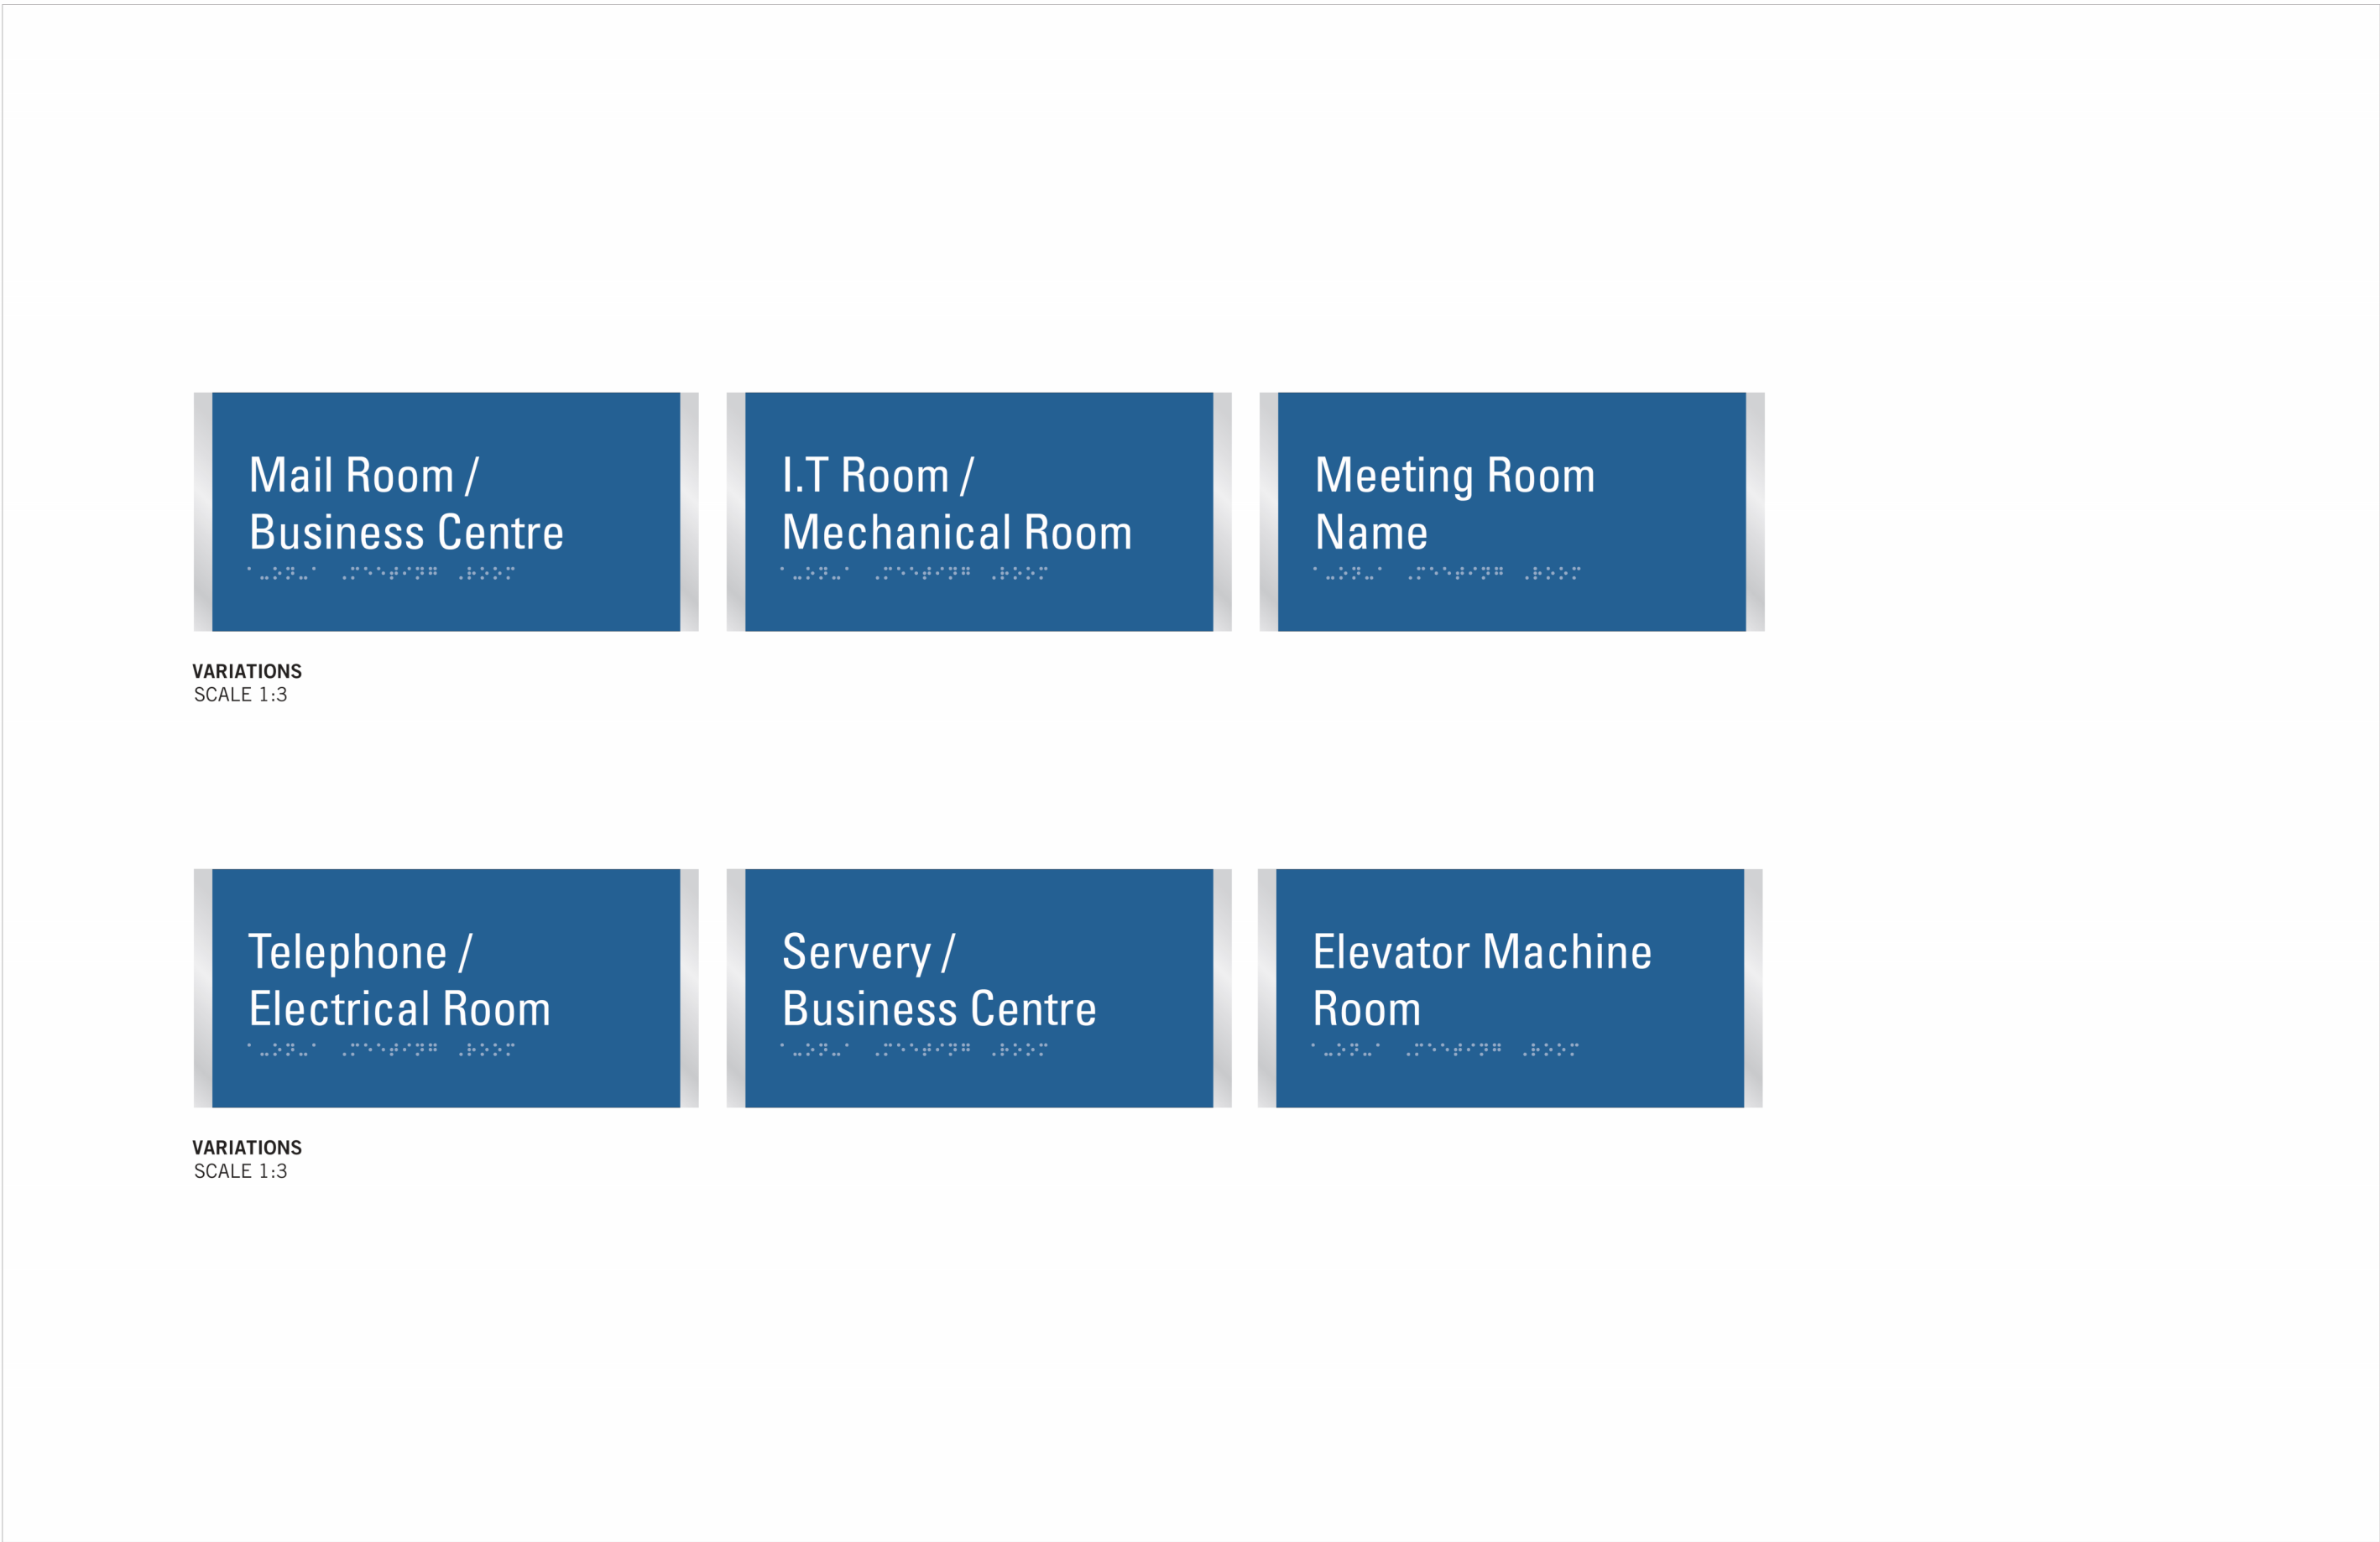 Mail Room /
Business Centre
I.T Room /
Mechanical Room
Meeting Room
Name
VARIATIONS
SCALE 1:3
Telephone /
Electrical Room
Servery /
Business Centre
Elevator Machine
Room
VARIATIONS
SCALE 1:3